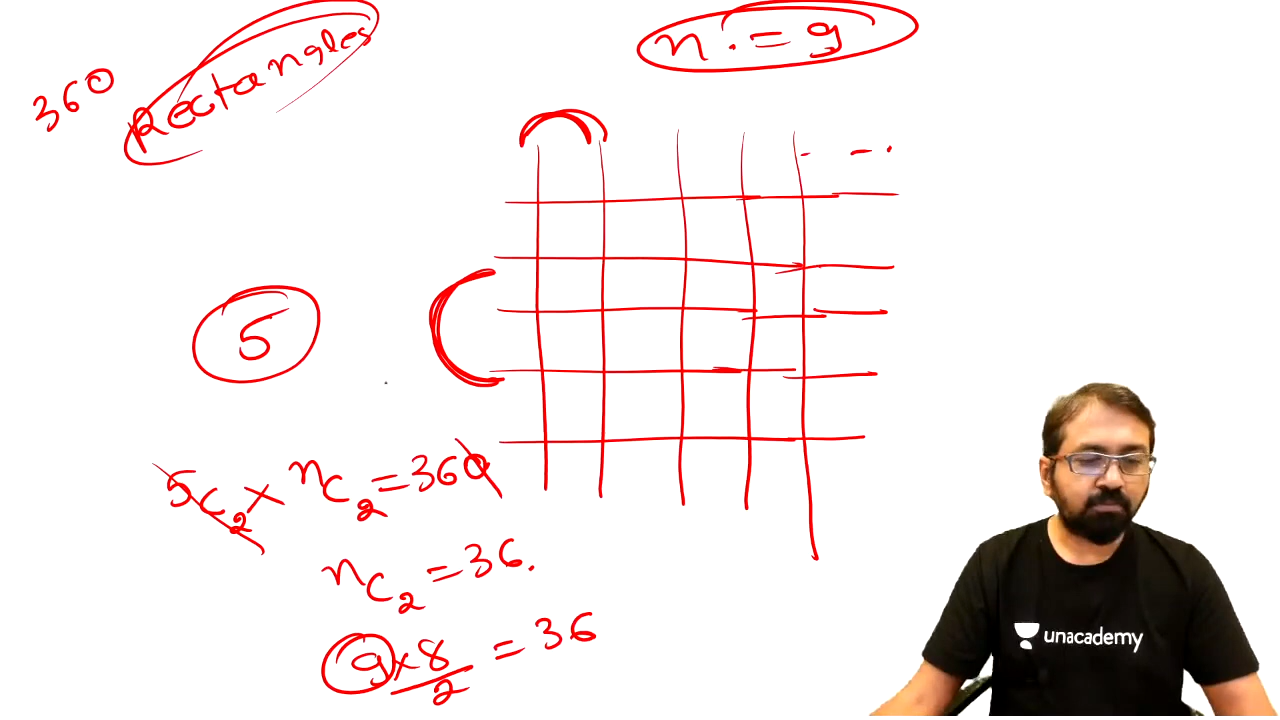 360
Rectangles
n = 9
5
5C₂ × nC₂ = 360
nC₂ = 36.
9×8/2 = 36
unacademy